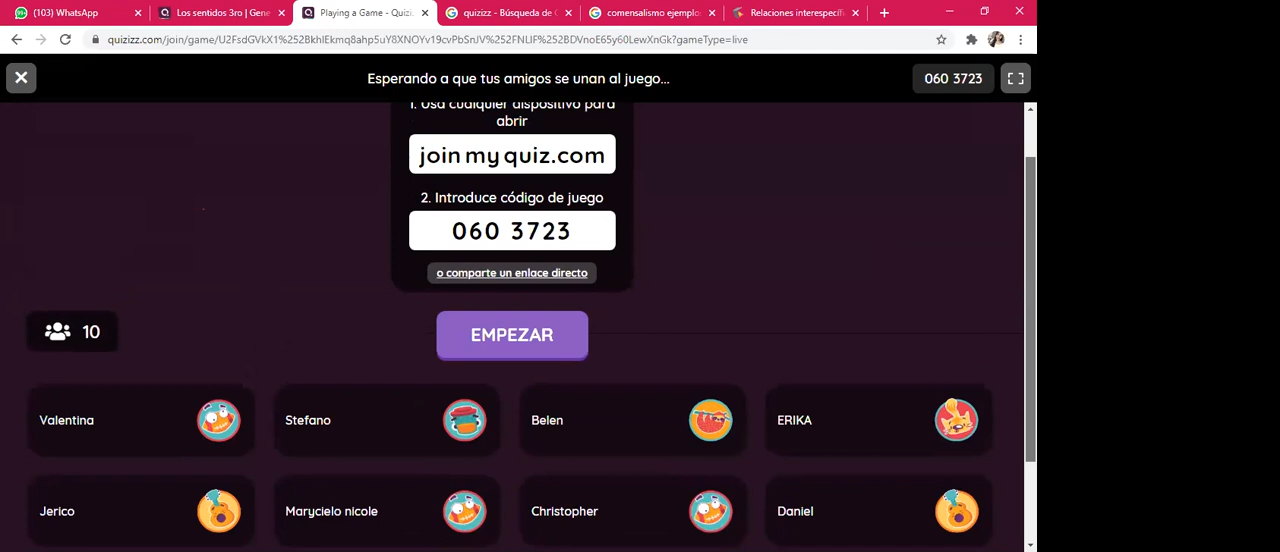 (103) WhatsApp
Los sentidos 3ro | Gene
Playing a Game - Quiziz
quizizz - Búsqueda de G
comensalismo ejemplo
Relaciones interespecífi
quizizz.com/join/game/U2FsdGVkX1%252BkhIEkmq8ahp5uY8XNOYv19cvPbSnJV%252FNLIF%252BDVnoE65y60LewXnGk?gameType=live
Esperando a que tus amigos se unan al juego...
060 3723
1. Usa cualquier dispositivo para
abrir
joinmyquiz.com
2. Introduce código de juego
060 3723
o comparte un enlace directo
10
EMPEZAR
Valentina
Stefano
Belen
ERIKA
Jerico
Marycielo nicole
Christopher
Daniel